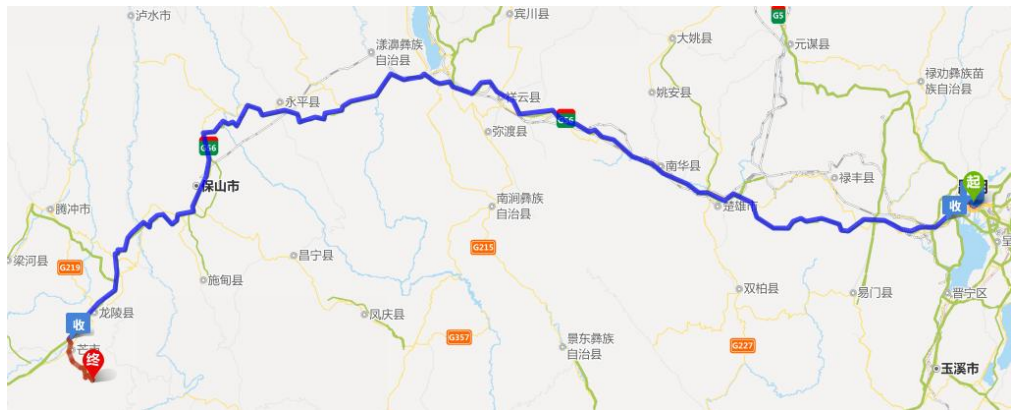 泸水市
宾川县
G5
大姚县
元谋县
漾濞彝族
自治县
禄劝彝族苗
族自治县
永平县
祥云县
姚安县
G56
弥渡县
南华县
禄丰县
保山市
起
收
腾冲市
南涧彝族
自治县
楚雄市
梁河县
G219
昌宁县
G215
施甸县
双柏县
易门县
晋宁区
龙陵县
收
凤庆县
G357
景东彝族
自治县
G227
芒市
终
玉溪市